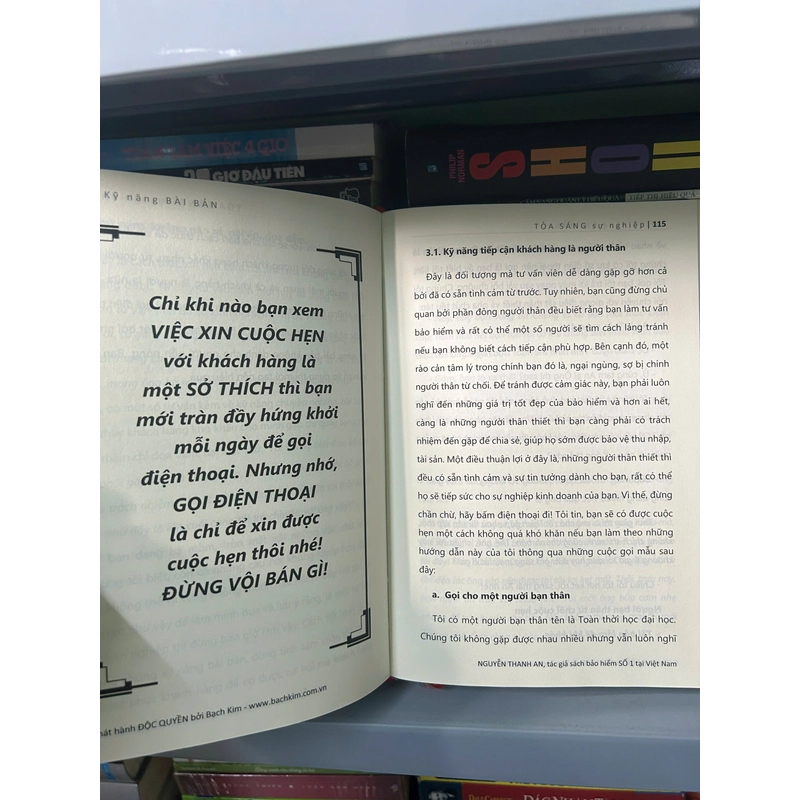 VIỆC 4 GIỜ
GIỜ ĐẦU TIÊN
PHILIP
NORMAN
SHO
TIẾP THỊ HIỆU QUẢ
Kỹ năng BÀI BẢN
Chỉ khi nào bạn xem
VIỆC XIN CUỘC HẸN
với khách hàng là
một SỞ THÍCH thì bạn
mới tràn đầy hứng khởi
mỗi ngày để gọi
điện thoại. Nhưng nhớ,
GỌI ĐIỆN THOẠI
là chỉ để xin được
cuộc hẹn thôi nhé!
ĐỪNG VỘI BÁN GÌ!
hát hành ĐỘC QUYỀN bởi Bạch Kim - www.bachkim.com.vn
TỎA SÁNG sự nghiệp | 115
3.1. Kỹ năng tiếp cận khách hàng là người thân
Đây là đối tượng mà tư vấn viên dễ dàng gặp gỡ hơn cả
bởi đã có sẵn tình cảm từ trước. Tuy nhiên, bạn cũng đừng chủ
quan bởi phần đông người thân đều biết rằng bạn làm tư vấn
bảo hiểm và rất có thể một số người sẽ tìm cách lảng tránh
nếu bạn không biết cách tiếp cận phù hợp. Bên cạnh đó, một
rào cản tâm lý trong chính bạn đó là, ngại ngùng, sợ bị chính
người thân từ chối. Để tránh được cảm giác này, bạn phải luôn
nghĩ đến những giá trị tốt đẹp của bảo hiểm và hơn ai hết,
càng là những người thân thiết thì bạn càng phải có trách
nhiệm đến gặp để chia sẻ, giúp họ sớm được bảo vệ thu nhập,
tài sản. Một điều thuận lợi ở đây là, những người thân thiết thì
đều có sẵn tình cảm và sự tin tưởng dành cho bạn, rất có thể
họ sẽ tiếp sức cho sự nghiệp kinh doanh của bạn. Vì thế, đừng
chần chừ, hãy bấm điện thoại đi! Tôi tin, bạn sẽ có được cuộc
hẹn một cách không quá khó khăn nếu bạn làm theo những
hướng dẫn này của tôi thông qua những cuộc gọi mẫu sau
đây:
a. Gọi cho một người bạn thân
Tôi có một người bạn thân tên là Toàn thời học đại học.
Chúng tôi không gặp được nhau nhiều nhưng vẫn luôn nghĩ
NGUYỄN THANH AN, tác giả sách bảo hiểm SỐ 1 tại Việt Nam